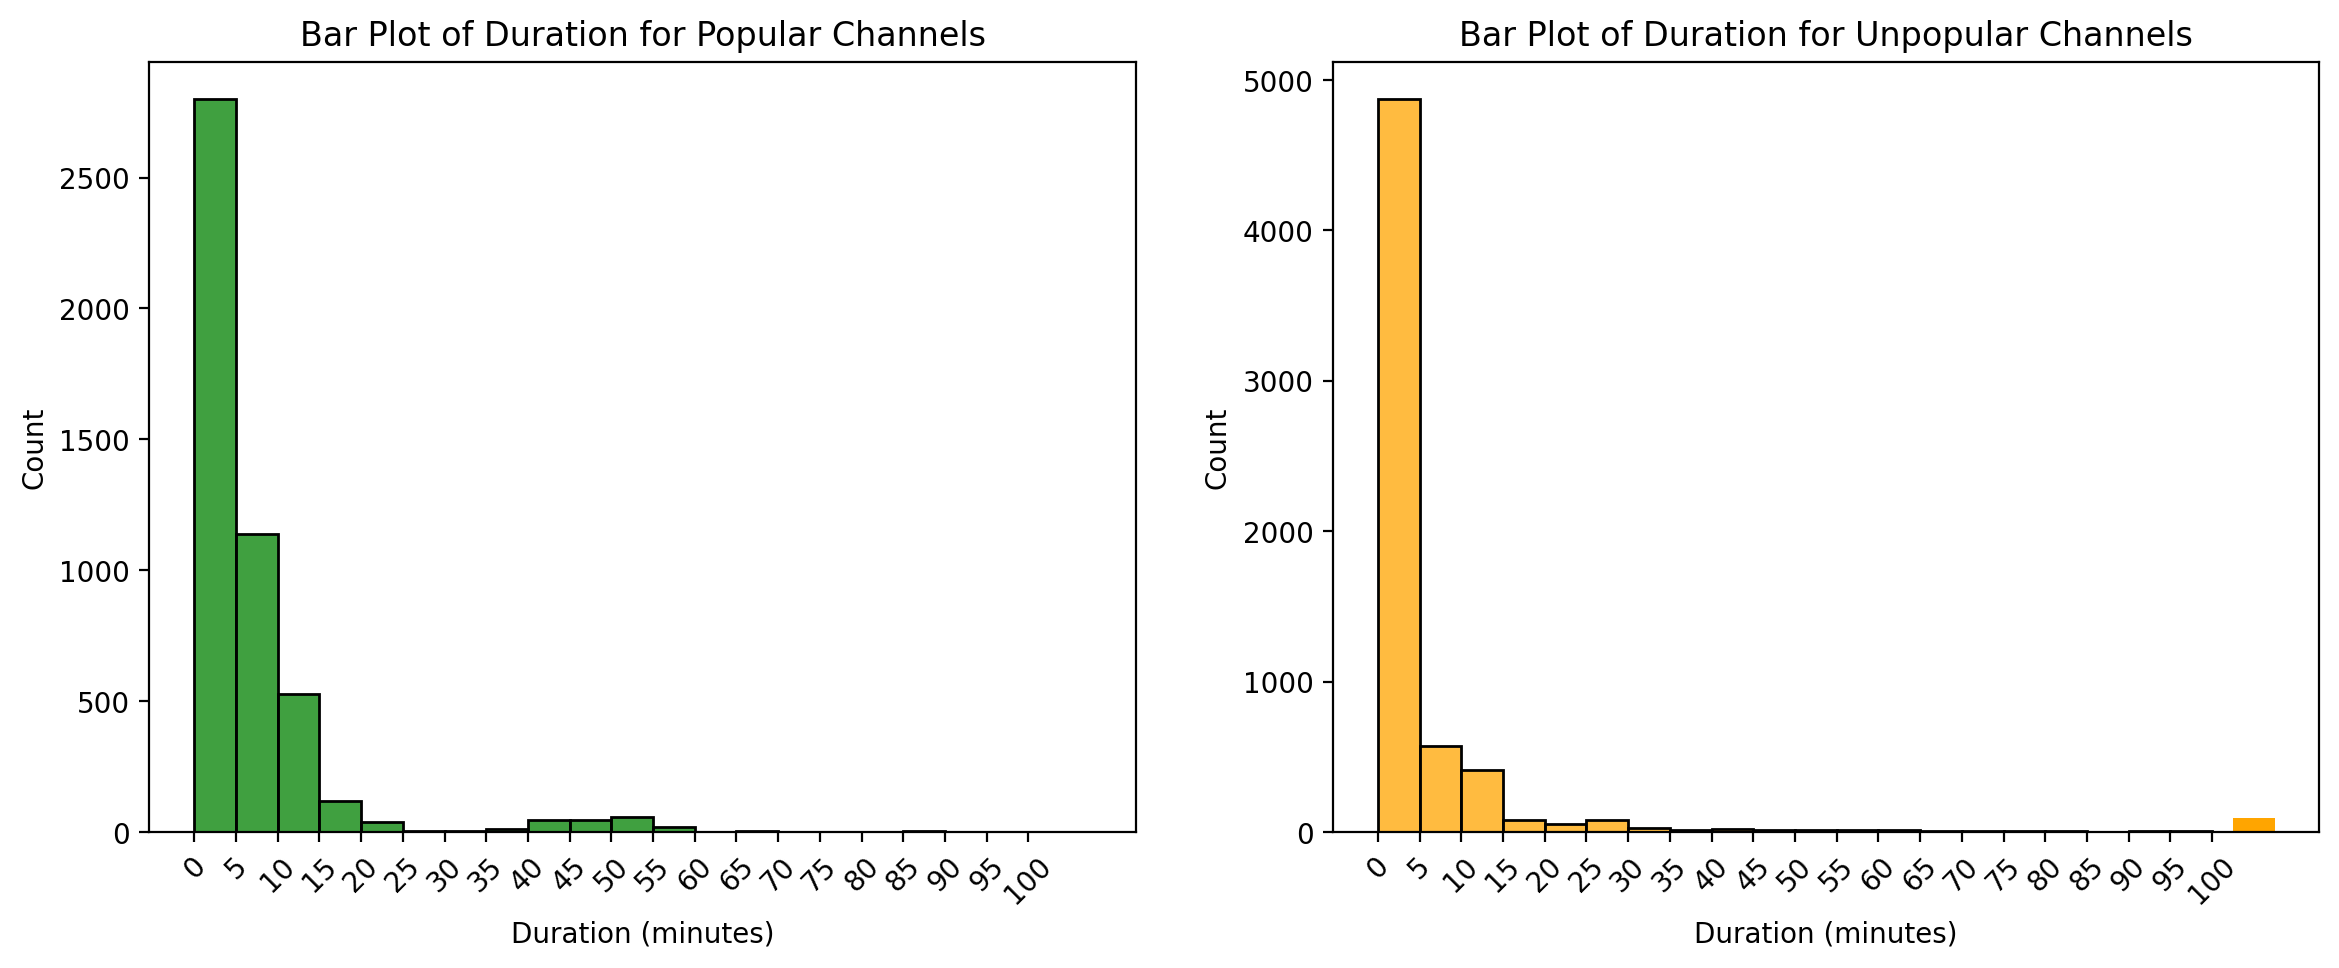 Bar Plot of Duration for Popular Channels
Count
2500
2000
1500
1000
500
0
0 5 10 15 20 25 30 35 40 45 50 55 60 65 70 75 80 85 90 95 100
Duration (minutes)
Bar Plot of Duration for Unpopular Channels
Count
5000
4000
3000
2000
1000
0
0 5 10 15 20 25 30 35 40 45 50 55 60 65 70 75 80 85 90 95 100
Duration (minutes)